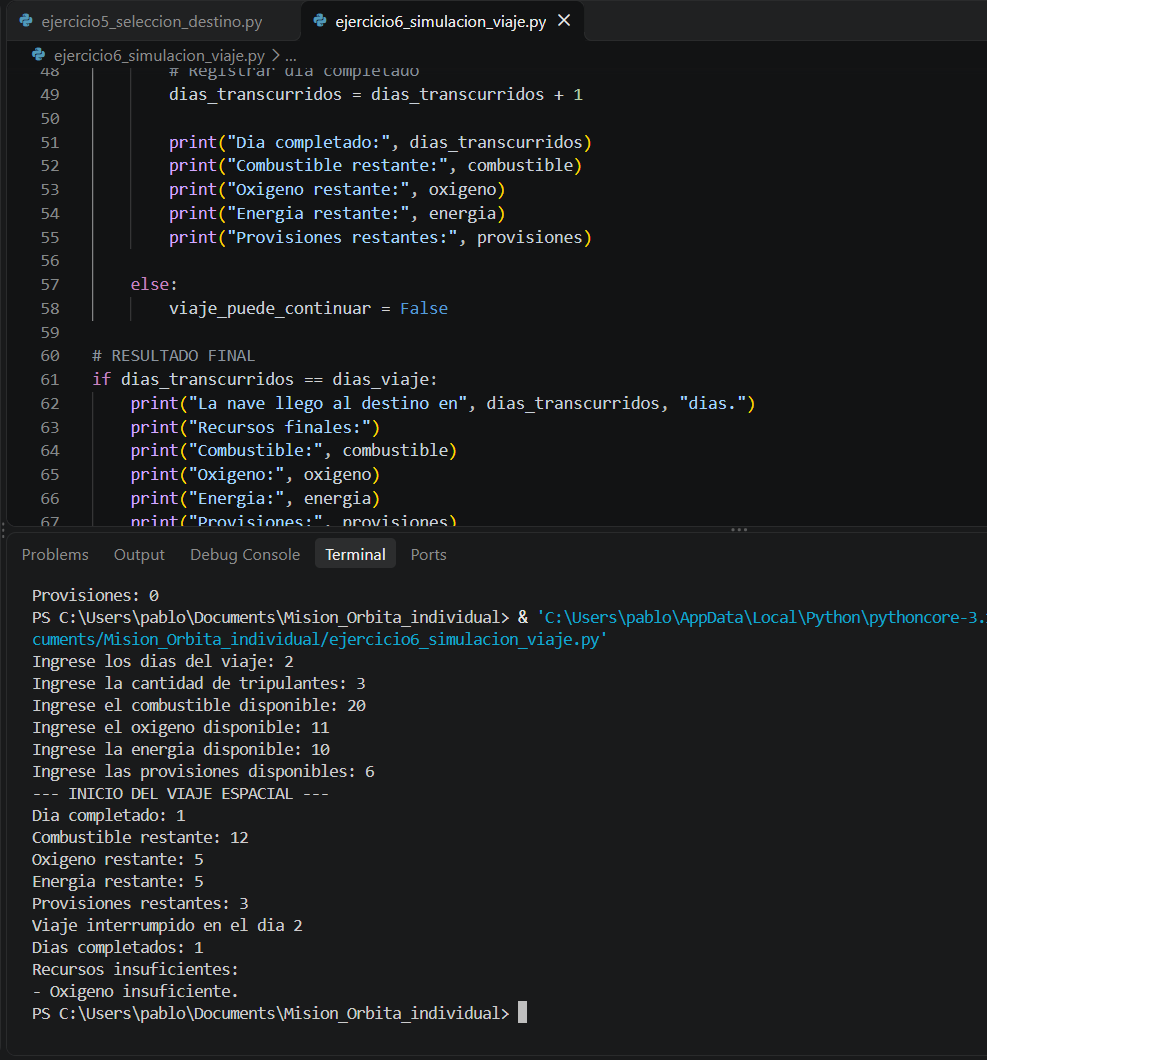 ejercicio5_seleccion_destino.py
ejercicio6_simulacion_viaje.py
ejercicio6_simulacion_viaje.py > ...
48 # Registrar dia completado
49 dias_transcurridos = dias_transcurridos + 1
50
51 print("Dia completado:", dias_transcurridos)
52 print("Combustible restante:", combustible)
53 print("Oxigeno restante:", oxigeno)
54 print("Energia restante:", energia)
55 print("Provisiones restantes:", provisiones)
56
57 else:
58 viaje_puede_continuar = False
59
60 # RESULTADO FINAL
61 if dias_transcurridos == dias_viaje:
62 print("La nave llego al destino en", dias_transcurridos, "dias.")
63 print("Recursos finales:")
64 print("Combustible:", combustible)
65 print("Oxigeno:", oxigeno)
66 print("Energia:", energia)
67 print("Provisiones:", provisiones)
Problems Output Debug Console Terminal Ports
Provisiones: 0
PS C:\Users\pablo\Documents\Mision_Orbita_individual> & 'C:\Users\pablo\AppData\Local\Python\pythoncore-3.
cuments/Mision_Orbita_individual/ejercicio6_simulacion_viaje.py'
Ingrese los dias del viaje: 2
Ingrese la cantidad de tripulantes: 3
Ingrese el combustible disponible: 20
Ingrese el oxigeno disponible: 11
Ingrese la energia disponible: 10
Ingrese las provisiones disponibles: 6
--- INICIO DEL VIAJE ESPACIAL ---
Dia completado: 1
Combustible restante: 12
Oxigeno restante: 5
Energia restante: 5
Provisiones restantes: 3
Viaje interrumpido en el dia 2
Dias completados: 1
Recursos insuficientes:
- Oxigeno insuficiente.
PS C:\Users\pablo\Documents\Mision_Orbita_individual>